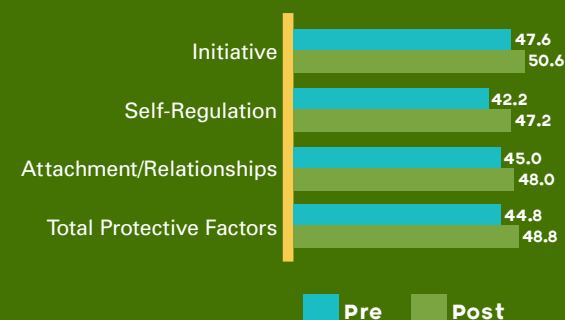 Initiative 47.6
50.6
Self-Regulation 42.2
47.2
Attachment/Relationships 45.0
48.0
Total Protective Factors 44.8
48.8
Pre Post